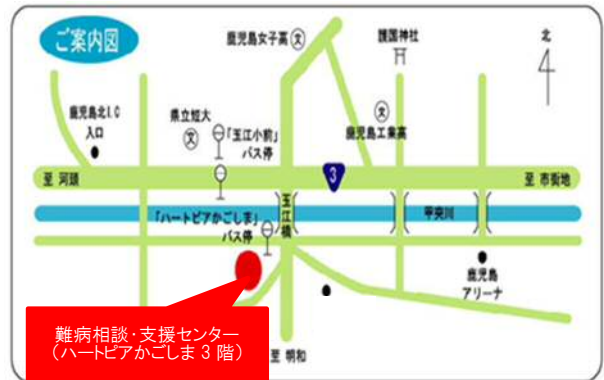 ご案内図
鹿児島女子高 文
護国神社
北
鹿児島北I.C
入口
県立短大
文
「玉江小前」
バス停
文
鹿児島工業高
至 河頭
3
至 市街地
玉江橋
甲突川
「ハートピアかごしま」
バス停
鹿児島
アリーナ
難病相談・支援センター
（ハートピアかごしま 3 階）
至 明和